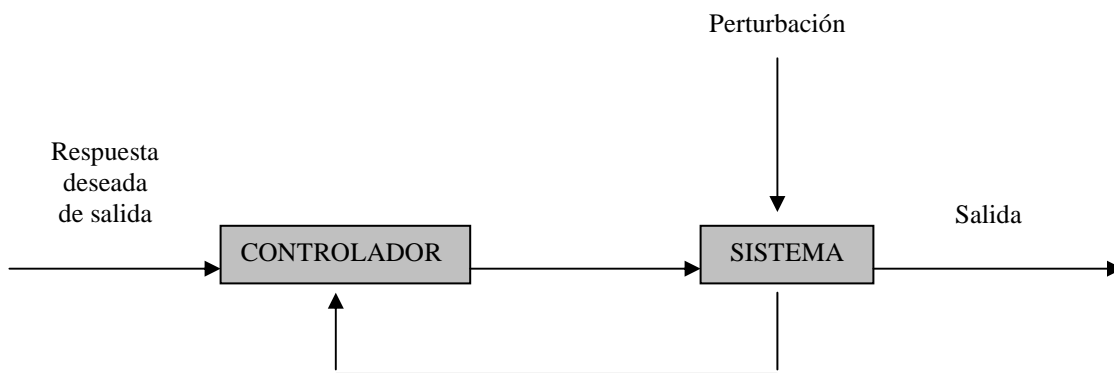 Perturbación
Respuesta
deseada
de salida
Salida
CONTROLADOR
SISTEMA